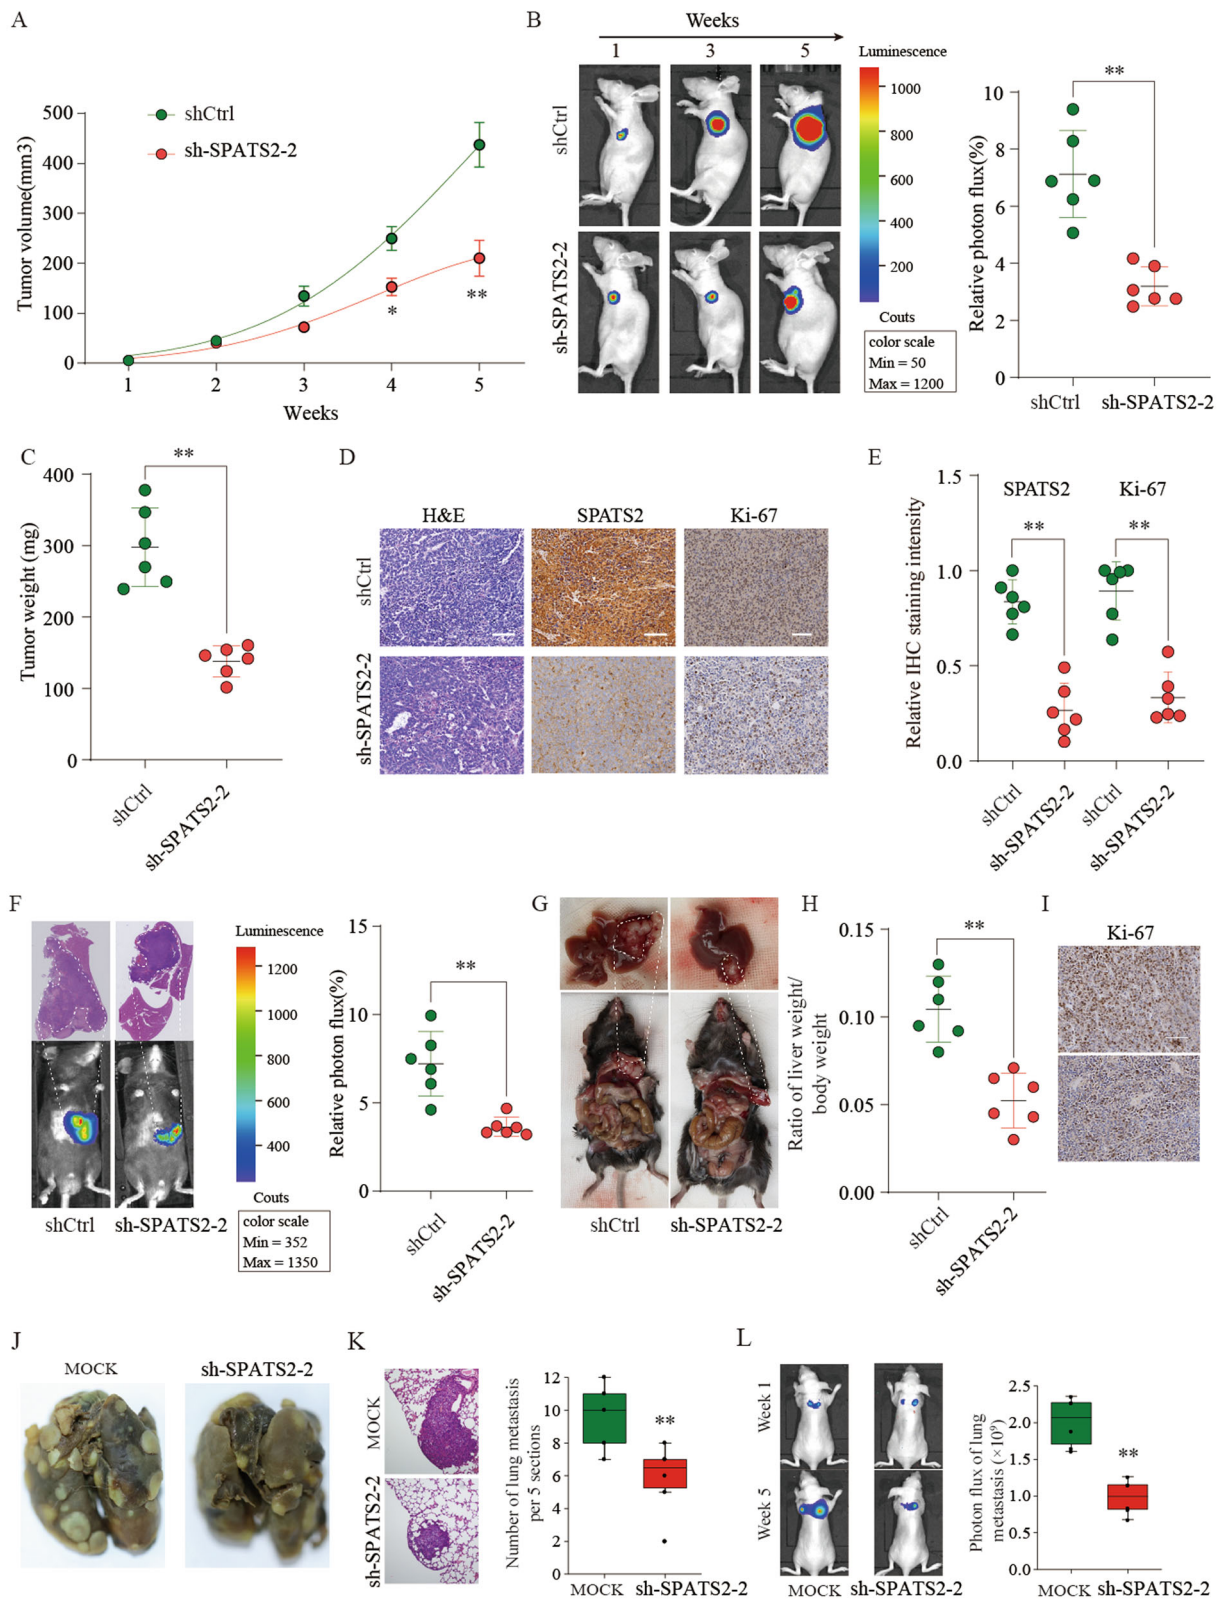 A
Tumor volume(mm3)
500
400
300
200
100
0
shCtrl
sh-SPATS2-2
*
**
1 2 3 4 5
Weeks
B
Weeks
1 3 5
shCtrl
sh-SPATS2-2
Luminescence
1000
800
600
400
200
Couts
color scale
Min = 50
Max = 1200
Relative photon flux(%)
10
8
6
4
2
0
**
shCtrl sh-SPATS2-2
C
Tumor weight (mg)
400
300
200
100
0
**
shCtrl
sh-SPATS2-2
D
H&E SPATS2 Ki-67
shCtrl
sh-SPATS2-2
E
Relative IHC staining intensity
1.5
1.0
0.5
0.0
SPATS2 Ki-67
** **
shCtrl
sh-SPATS2-2
shCtrl
sh-SPATS2-2
F
shCtrl sh-SPATS2-2
Luminescence
1200
1000
800
600
400
Couts
color scale
Min = 352
Max = 1350
Relative photon flux(%)
15
10
5
0
**
shCtrl
sh-SPATS2-2
G
shCtrl sh-SPATS2-2
H
Ratio of liver weight/
body weight
0.15
0.10
0.05
0.00
**
shCtrl
sh-SPATS2-2
I
Ki-67
J
MOCK sh-SPATS2-2
K
MOCK
sh-SPATS2-2
Number of lung metastasis
per 5 sections
12
10
8
6
4
2
0
**
MOCK sh-SPATS2-2
L
Week 1
Week 5
MOCK sh-SPATS2-2
Photon flux of lung
metastasis (×10⁹)
2.5
2.0
1.5
1.0
0.5
0.0
**
MOCK sh-SPATS2-2